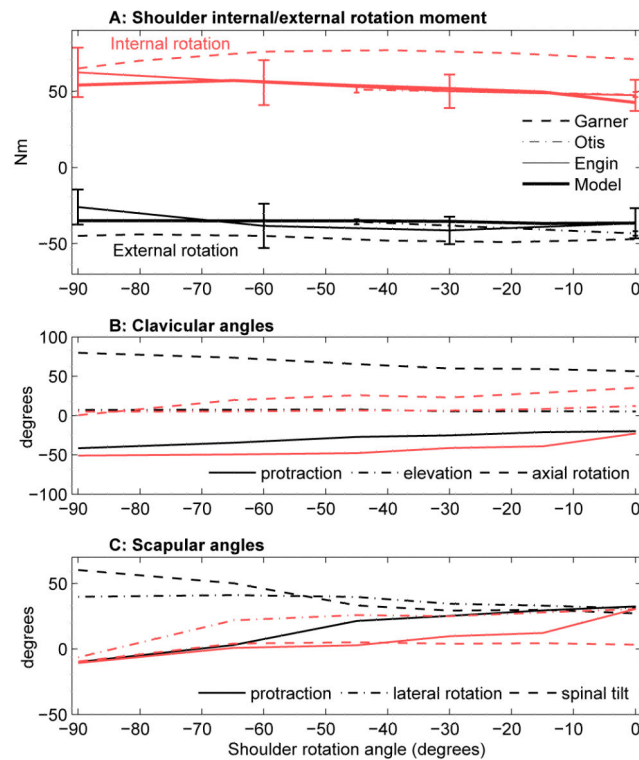 A: Shoulder internal/external rotation moment
Internal rotation
50
0
−50
Nm
Garner
Otis
Engin
Model
External rotation
−90 −80 −70 −60 −50 −40 −30 −20 −10 0
B: Clavicular angles
100
50
0
−50
−100
degrees
protraction elevation axial rotation
−90 −80 −70 −60 −50 −40 −30 −20 −10 0
C: Scapular angles
50
0
−50
degrees
protraction lateral rotation spinal tilt
−90 −80 −70 −60 −50 −40 −30 −20 −10 0
Shoulder rotation angle (degrees)